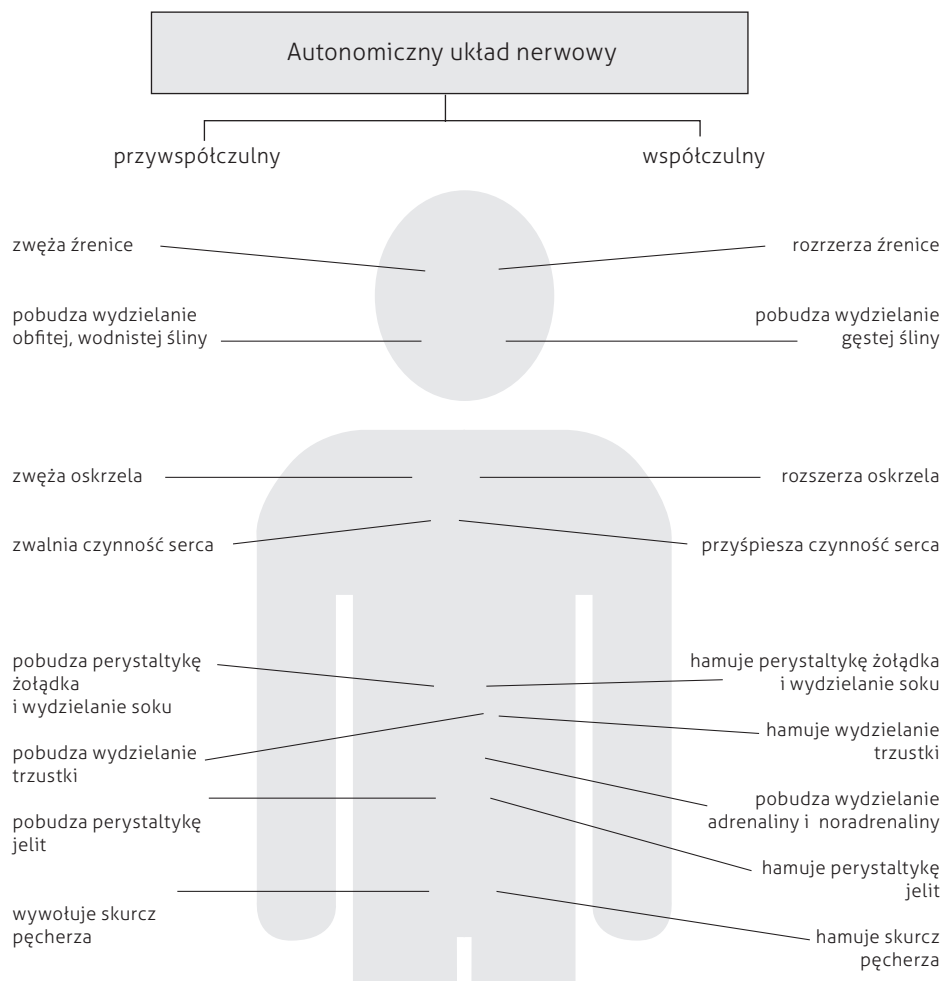 Autonomiczny układ nerwowy
przywspółczulny
współczulny
zwęża źrenice
rozrzerza źrenice
pobudza wydzielanie
obfitej, wodnistej śliny
pobudza wydzielanie
gęstej śliny
zwęża oskrzela
rozszerza oskrzela
zwalnia czynność serca
przyśpiesza czynność serca
pobudza perystaltykę
żołądka
i wydzielanie soku
hamuje perystaltykę żołądka
i wydzielanie soku
pobudza wydzielanie
trzustki
hamuje wydzielanie
trzustki
pobudza wydzielanie
adrenaliny i noradrenaliny
pobudza perystaltykę
jelit
hamuje perystaltykę
jelit
wywołuje skurcz
pęcherza
hamuje skurcz
pęcherza